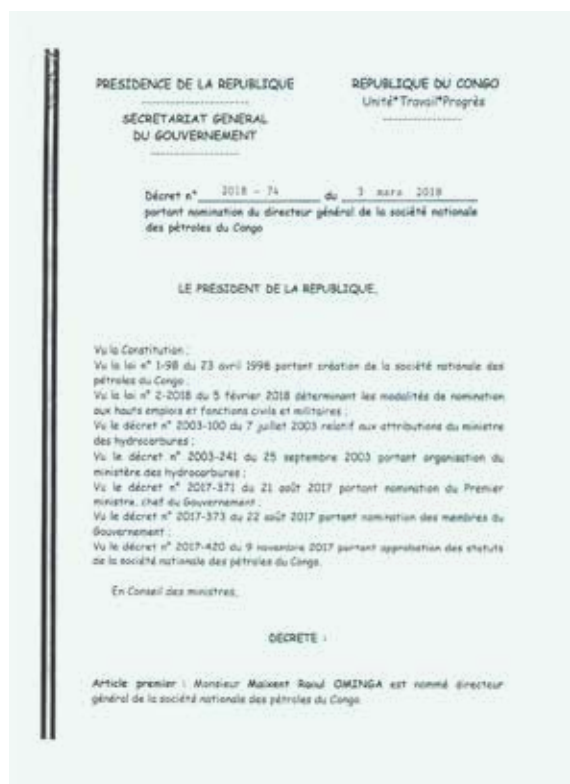 PRESIDENCE DE LA REPUBLIQUE
SECRETARIAT GENERAL
DU GOUVERNEMENT
REPUBLIQUE DU CONGO
Unité*Travail*Progrès
Décret n° 2018 - 74 du 3 mars 2018
portant nomination du directeur général de la société nationale
des pétroles du Congo
LE PRESIDENT DE LA REPUBLIQUE,
Vu la Constitution ;
Vu la loi n° 1-98 du 23 avril 1998 portant création de la société nationale des
pétroles du Congo ;
Vu la loi n° 2-2018 du 5 février 2018 déterminant les modalités de nomination
aux hauts emplois et fonctions civils et militaires ;
Vu le décret n° 2003-100 du 7 juillet 2003 relatif aux attributions du ministre
des hydrocarbures ;
Vu le décret n° 2003-241 du 25 septembre 2003 portant organisation du
ministère des hydrocarbures ;
Vu le décret n° 2017-371 du 21 août 2017 portant nomination du Premier
ministre, chef du Gouvernement ;
Vu le décret n° 2017-373 du 22 août 2017 portant nomination des membres du
Gouvernement ;
Vu le décret n° 2017-420 du 9 novembre 2017 portant approbation des statuts
de la société nationale des pétroles du Congo.
En Conseil des ministres,
DECRETE :
Article premier : Monsieur Maixent Raoul OMINGA est nommé directeur
général de la société nationale des pétroles du Congo